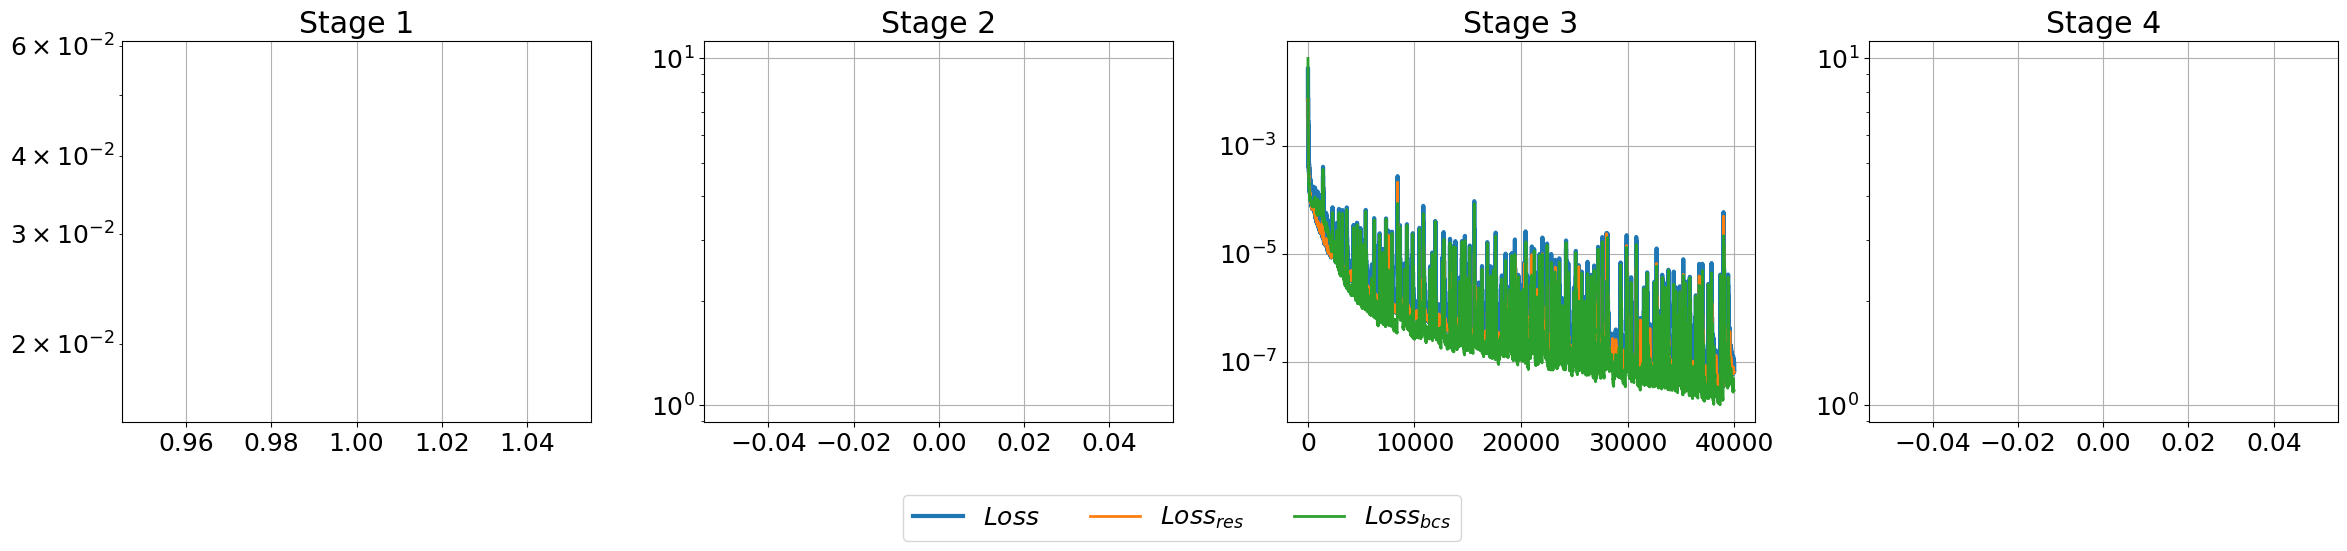 Stage 1
6 × 10⁻²
4 × 10⁻²
3 × 10⁻²
2 × 10⁻²
0.96 0.98 1.00 1.02 1.04
Stage 2
10¹
10⁰
−0.04 −0.02 0.00 0.02 0.04
Stage 3
10⁻³
10⁻⁵
10⁻⁷
0 10000 20000 30000 40000
Stage 4
10¹
10⁰
−0.04 −0.02 0.00 0.02 0.04
Loss Loss_res Loss_bcs